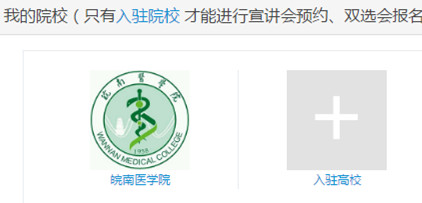 我的院校（只有入驻院校 才能进行宣讲会预约、双选会报名
皖南醫学院
WANNAN MEDICAL COLLEGE
1958
皖南医学院
入驻高校